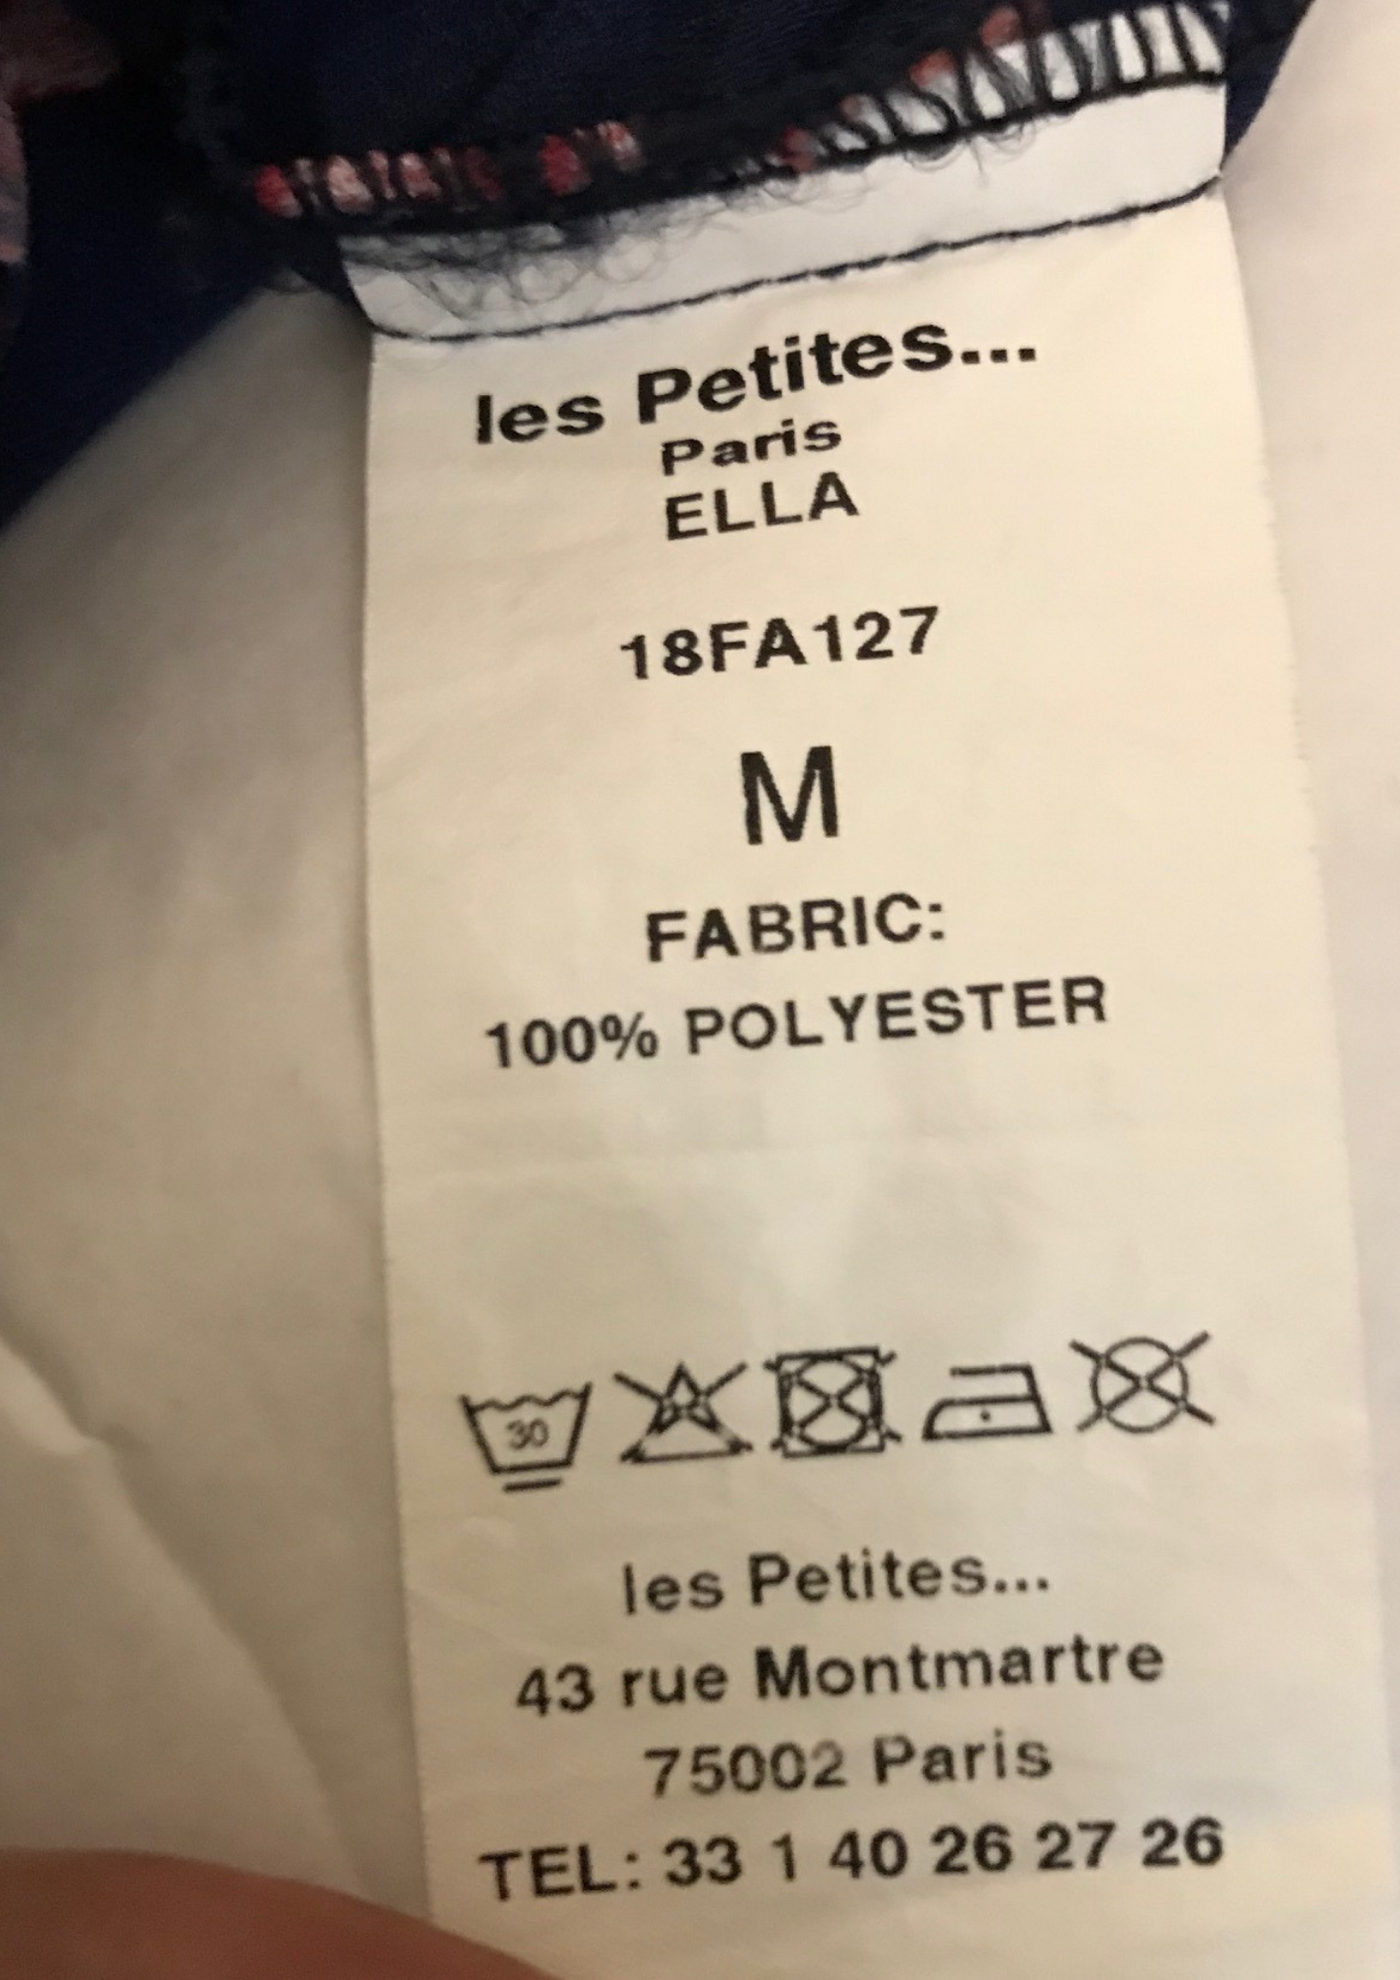 les Petites...
Paris
ELLA
18FA127
M
FABRIC:
100% POLYESTER
30
les Petites...
43 rue Montmartre
75002 Paris
TEL: 33 1 40 26 27 26